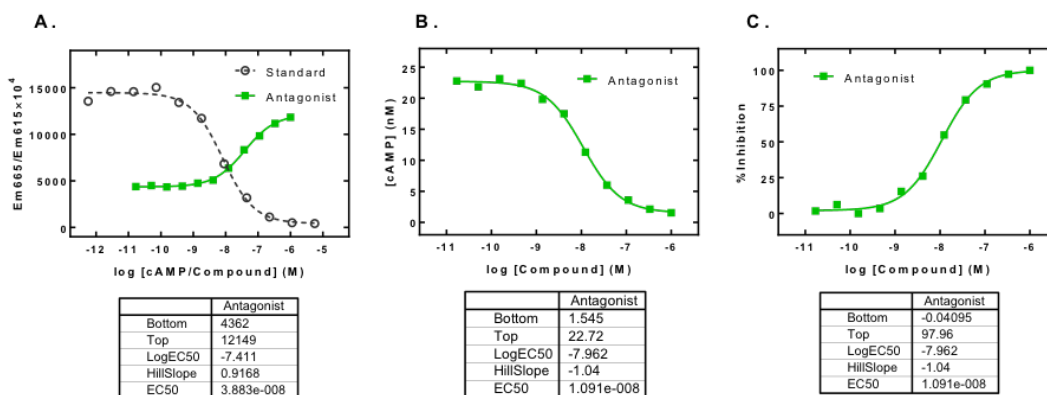 A.
Standard
Antagonist
Em665/Em615×10^4
15000
10000
5000
0
-12 -11 -10 -9 -8 -7 -6 -5
log [cAMP/Compound] (M)
Antagonist
Bottom 4362
Top 12149
LogEC50 -7.411
HillSlope 0.9168
EC50 3.883e-008
B.
Antagonist
[cAMP] (nM)
25
20
15
10
5
0
-11 -10 -9 -8 -7 -6
log [Compound] (M)
Antagonist
Bottom 1.545
Top 22.72
LogEC50 -7.962
HillSlope -1.04
EC50 1.091e-008
C.
Antagonist
%Inhibition
100
75
50
25
0
-11 -10 -9 -8 -7 -6
log [Compound] (M)
Antagonist
Bottom -0.04095
Top 97.96
LogEC50 -7.962
HillSlope -1.04
EC50 1.091e-008